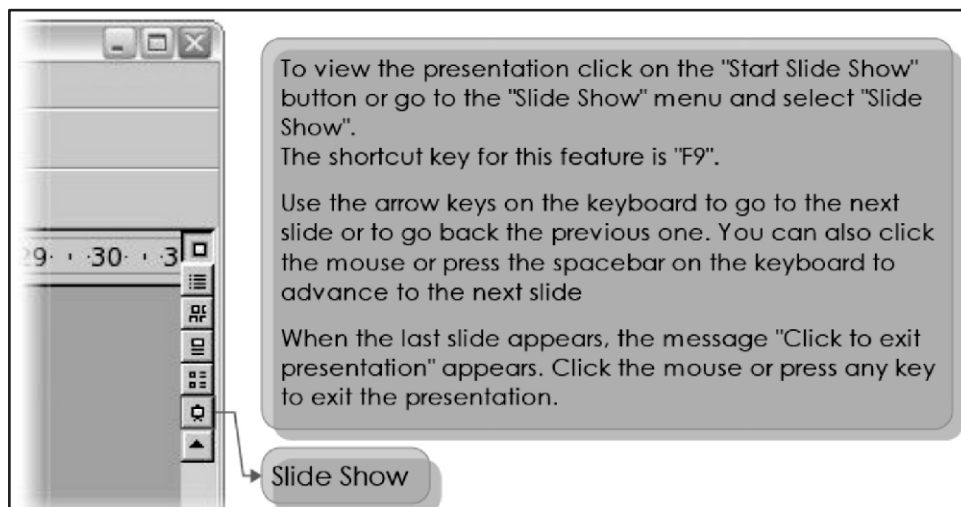 To view the presentation click on the "Start Slide Show"
button or go to the "Slide Show" menu and select "Slide
Show".
The shortcut key for this feature is "F9".
Use the arrow keys on the keyboard to go to the next
slide or to go back the previous one. You can also click
the mouse or press the spacebar on the keyboard to
advance to the next slide
When the last slide appears, the message "Click to exit
presentation" appears. Click the mouse or press any key
to exit the presentation.
29 30 3
Slide Show